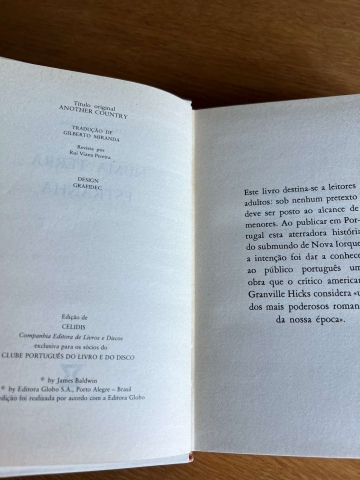 Título original
ANOTHER COUNTRY
TRADUÇÃO DE
GILBERTO MIRANDA
Revista por
Rui Viana Pereira
DESIGN
GRAFIDEC
Edição de
CELIDIS
Companhia Editora de Livros e Discos
exclusiva para os sócios do
CLUBE PORTUGUÊS DO LIVRO E DO DISCO
© by James Baldwin
© by Editora Globo S.A., Porto Alegre – Brasil
edição foi realizada por acordo com a Editora Globo
Este livro destina-se a leitores
adultos: sob nenhum pretexto
deve ser posto ao alcance de
menores. Ao publicar em Por-
tugal esta aterradora história
do submundo de Nova Iorque
a intenção foi dar a conhece
ao público português um
obra que o crítico american
Granville Hicks considera «u
dos mais poderosos roman
da nossa época».